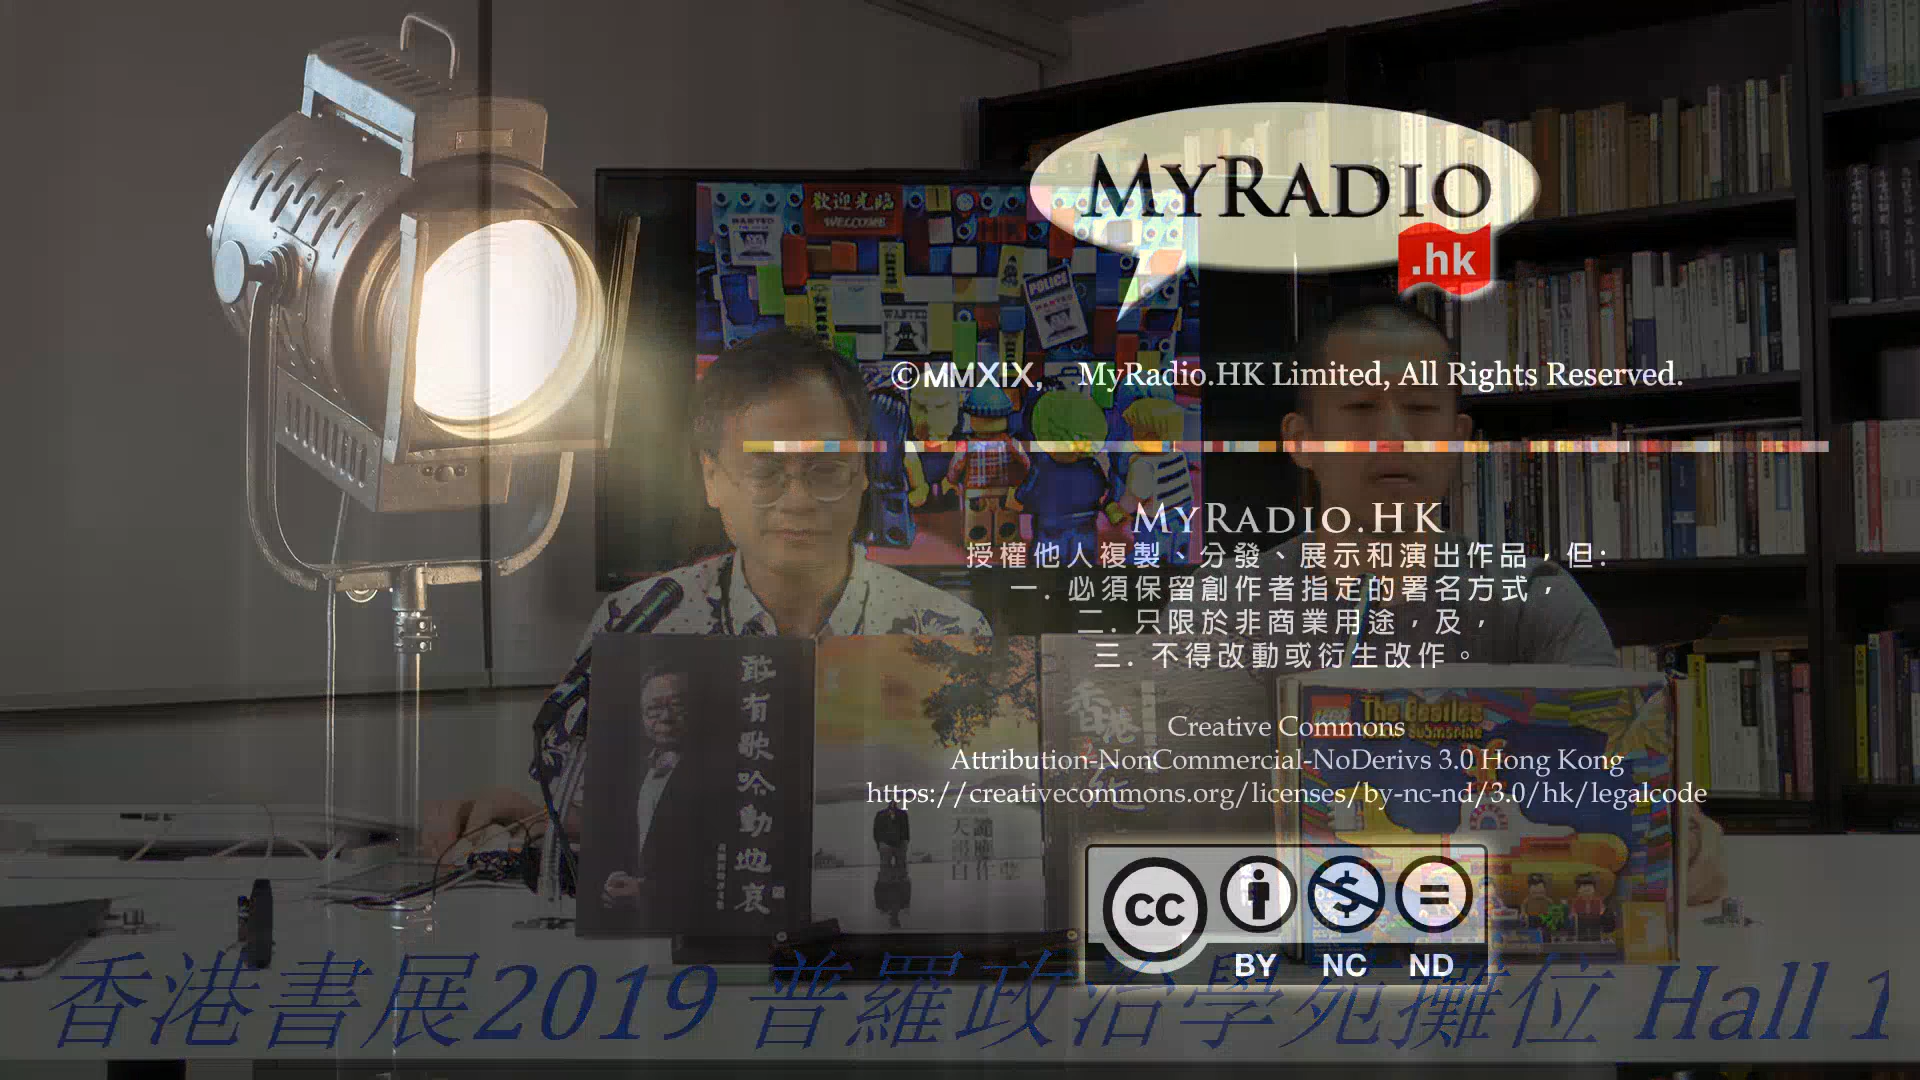 歡迎光臨
WELCOME
WANTED
POLICE
WANTED
WANTED
MYRADIO
.hk
©MMXIX, MyRadio.HK Limited, All Rights Reserved.
MYRADIO.HK
授權他人複製、分發、展示和演出作品，但:
一. 必須保留創作者指定的署名方式，
二. 只限於非商業用途，及，
三. 不得改動或衍生改作。
Creative Commons
Attribution-NonCommercial-NoDerivs 3.0 Hong Kong
https://creativecommons.org/licenses/by-nc-nd/3.0/hk/legalcode
敢有歌吟動地哀
香港
LEGO
The Beatles
Submarine
cc
BY NC ND
香港書展2019 普羅政治學苑攤位 Hall 1